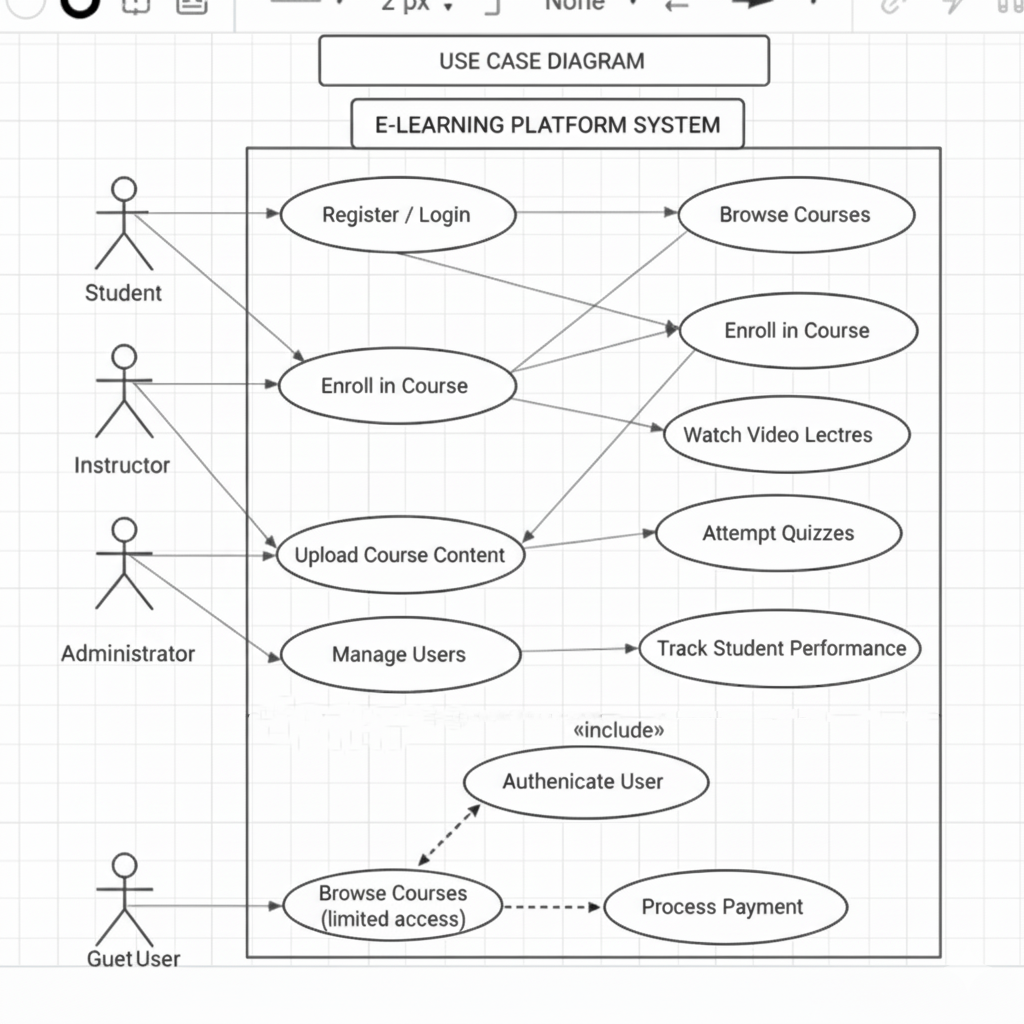 2 px
None
USE CASE DIAGRAM
E-LEARNING PLATFORM SYSTEM
Register / Login
Browse Courses
Student
Enroll in Course
Enroll in Course
Instructor
Watch Video Lectres
Upload Course Content
Attempt Quizzes
Administrator
Manage Users
Track Student Performance
«include»
Authenicate User
Browse Courses
(limited access)
Process Payment
Guet User